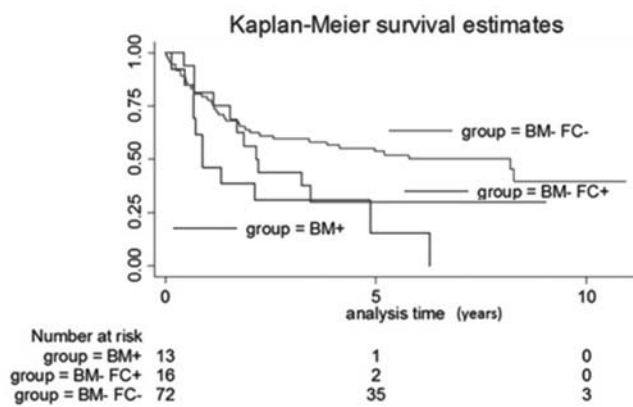 Kaplan-Meier survival estimates
1.00
0.75
0.50
0.25
0.00
group = BM- FC-
group = BM- FC+
group = BM+
0 5 10
analysis time (years)
Number at risk
group = BM+ 13 1 0
group = BM- FC+ 16 2 0
group = BM- FC- 72 35 3